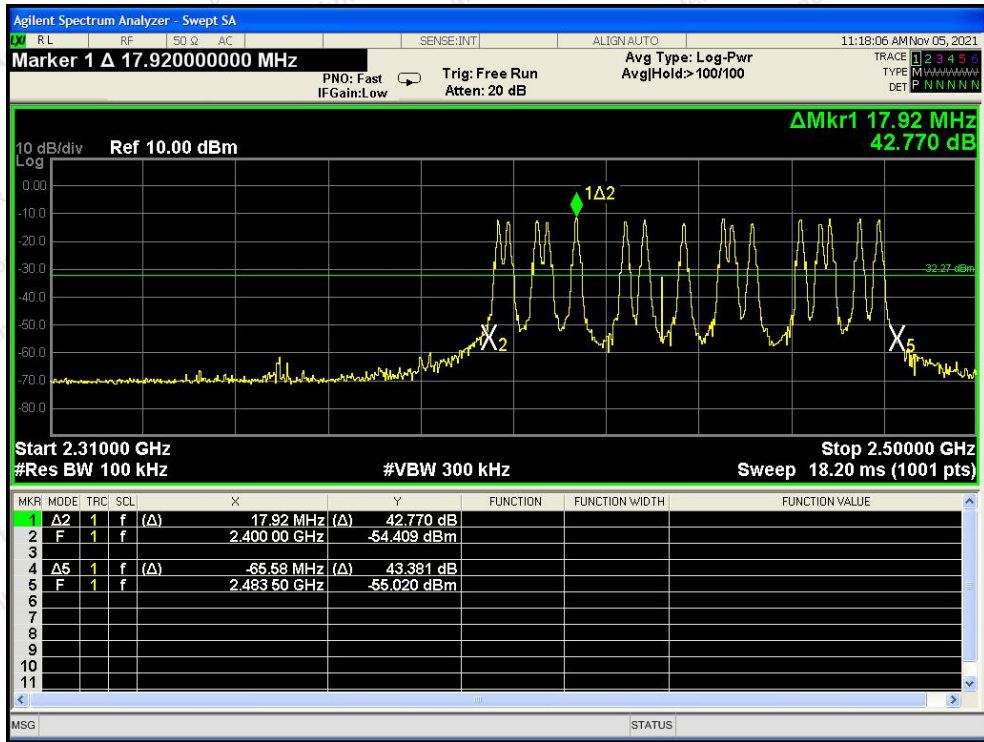 Agilent Spectrum Analyzer - Swept SA
LXI RL RF 50 Ω AC SENSE:INT ALIGN AUTO 11:18:06 AM Nov 05, 2021
Marker 1 Δ 17.920000000 MHz
PNO: Fast Trig: Free Run Avg Type: Log-Pwr TRACE 1 2 3 4 5 6
IFGain:Low Atten: 20 dB Avg|Hold:> 100/100 TYPE M WWWWWW
DET P N N N N N
ΔMkr1 17.92 MHz
10 dB/div Ref 10.00 dBm 42.770 dB
Log
0.00
1Δ2
-10.0
-20.0
-30.0
-32.27 dBm
-40.0
-50.0
2 5
-60.0
-70.0
-80.0
Start 2.31000 GHz Stop 2.50000 GHz
#Res BW 100 kHz #VBW 300 kHz Sweep 18.20 ms (1001 pts)
MKR MODE TRC SCL X Y FUNCTION FUNCTION WIDTH FUNCTION VALUE
1 Δ2 1 f (Δ) 17.92 MHz (Δ) 42.770 dB
2 F 1 f 2.400 00 GHz -54.409 dBm
3
4 Δ5 1 f (Δ) -65.58 MHz (Δ) 43.381 dB
5 F 1 f 2.483 50 GHz -55.020 dBm
6
7
8
9
10
11
MSG STATUS